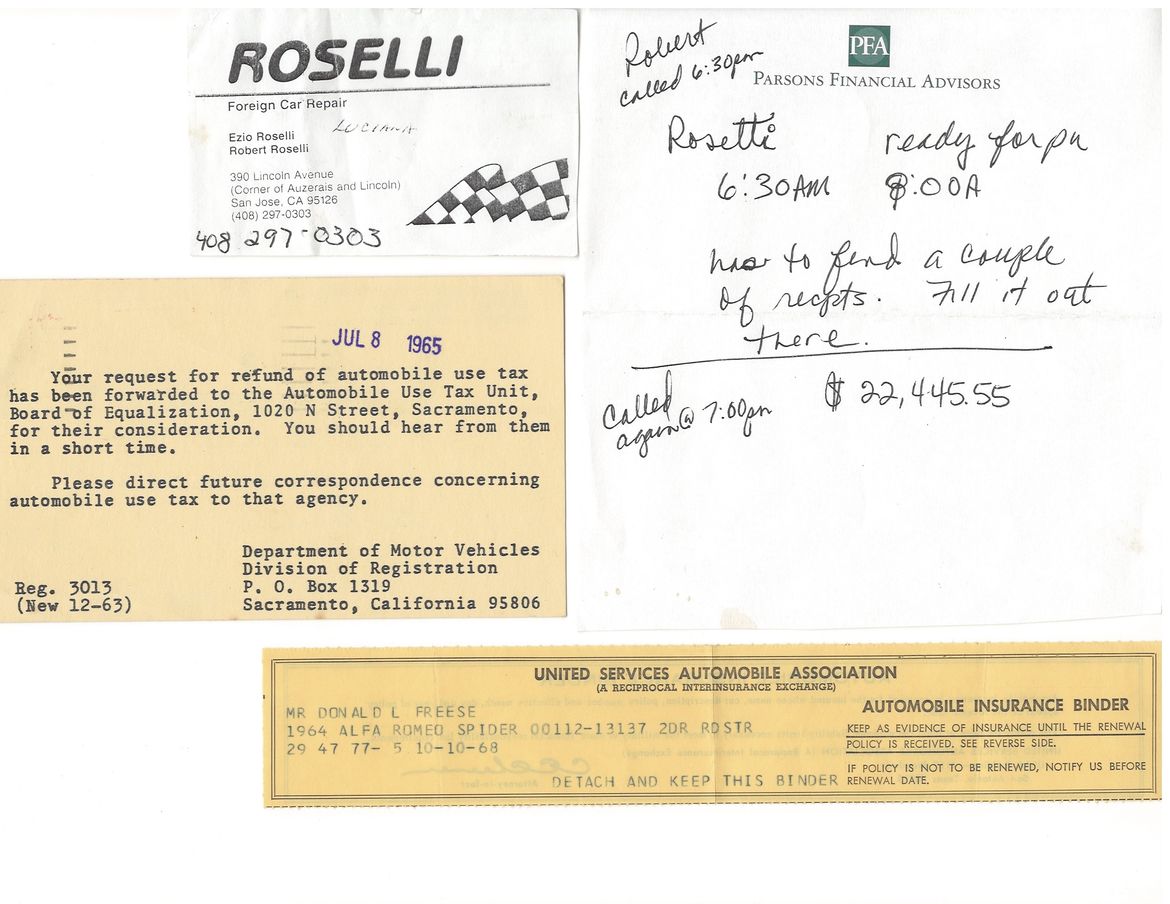 ROSELLI
Foreign Car Repair
LUCIANA
Ezio Roselli
Robert Roselli
390 Lincoln Avenue
(Corner of Auzerais and Lincoln)
San Jose, CA 95126
(408) 297-0303
408 297-0303
PFA
PARSONS FINANCIAL ADVISORS
Robert
called 6:30pm
Rosetti ready for pu
6:30AM 8:00A
has to find a couple
of recpts. Fill it out
there.
called
again @ 7:00pm
$ 22,445.55
JUL 8 1965
Your request for refund of automobile use tax
has been forwarded to the Automobile Use Tax Unit,
Board of Equalization, 1020 N Street, Sacramento,
for their consideration. You should hear from them
in a short time.
Please direct future correspondence concerning
automobile use tax to that agency.
Department of Motor Vehicles
Division of Registration
P. O. Box 1319
Sacramento, California 95806
Reg. 3013
(New 12-63)
UNITED SERVICES AUTOMOBILE ASSOCIATION
(A RECIPROCAL INTERINSURANCE EXCHANGE)
MR DONALD L FREESE
1964 ALFA ROMEO SPIDER 00112-13137 2DR RDSTR
29 47 77- 5 10-10-68
DETACH AND KEEP THIS BINDER
AUTOMOBILE INSURANCE BINDER
KEEP AS EVIDENCE OF INSURANCE UNTIL THE RENEWAL
POLICY IS RECEIVED. SEE REVERSE SIDE.
IF POLICY IS NOT TO BE RENEWED, NOTIFY US BEFORE
RENEWAL DATE.